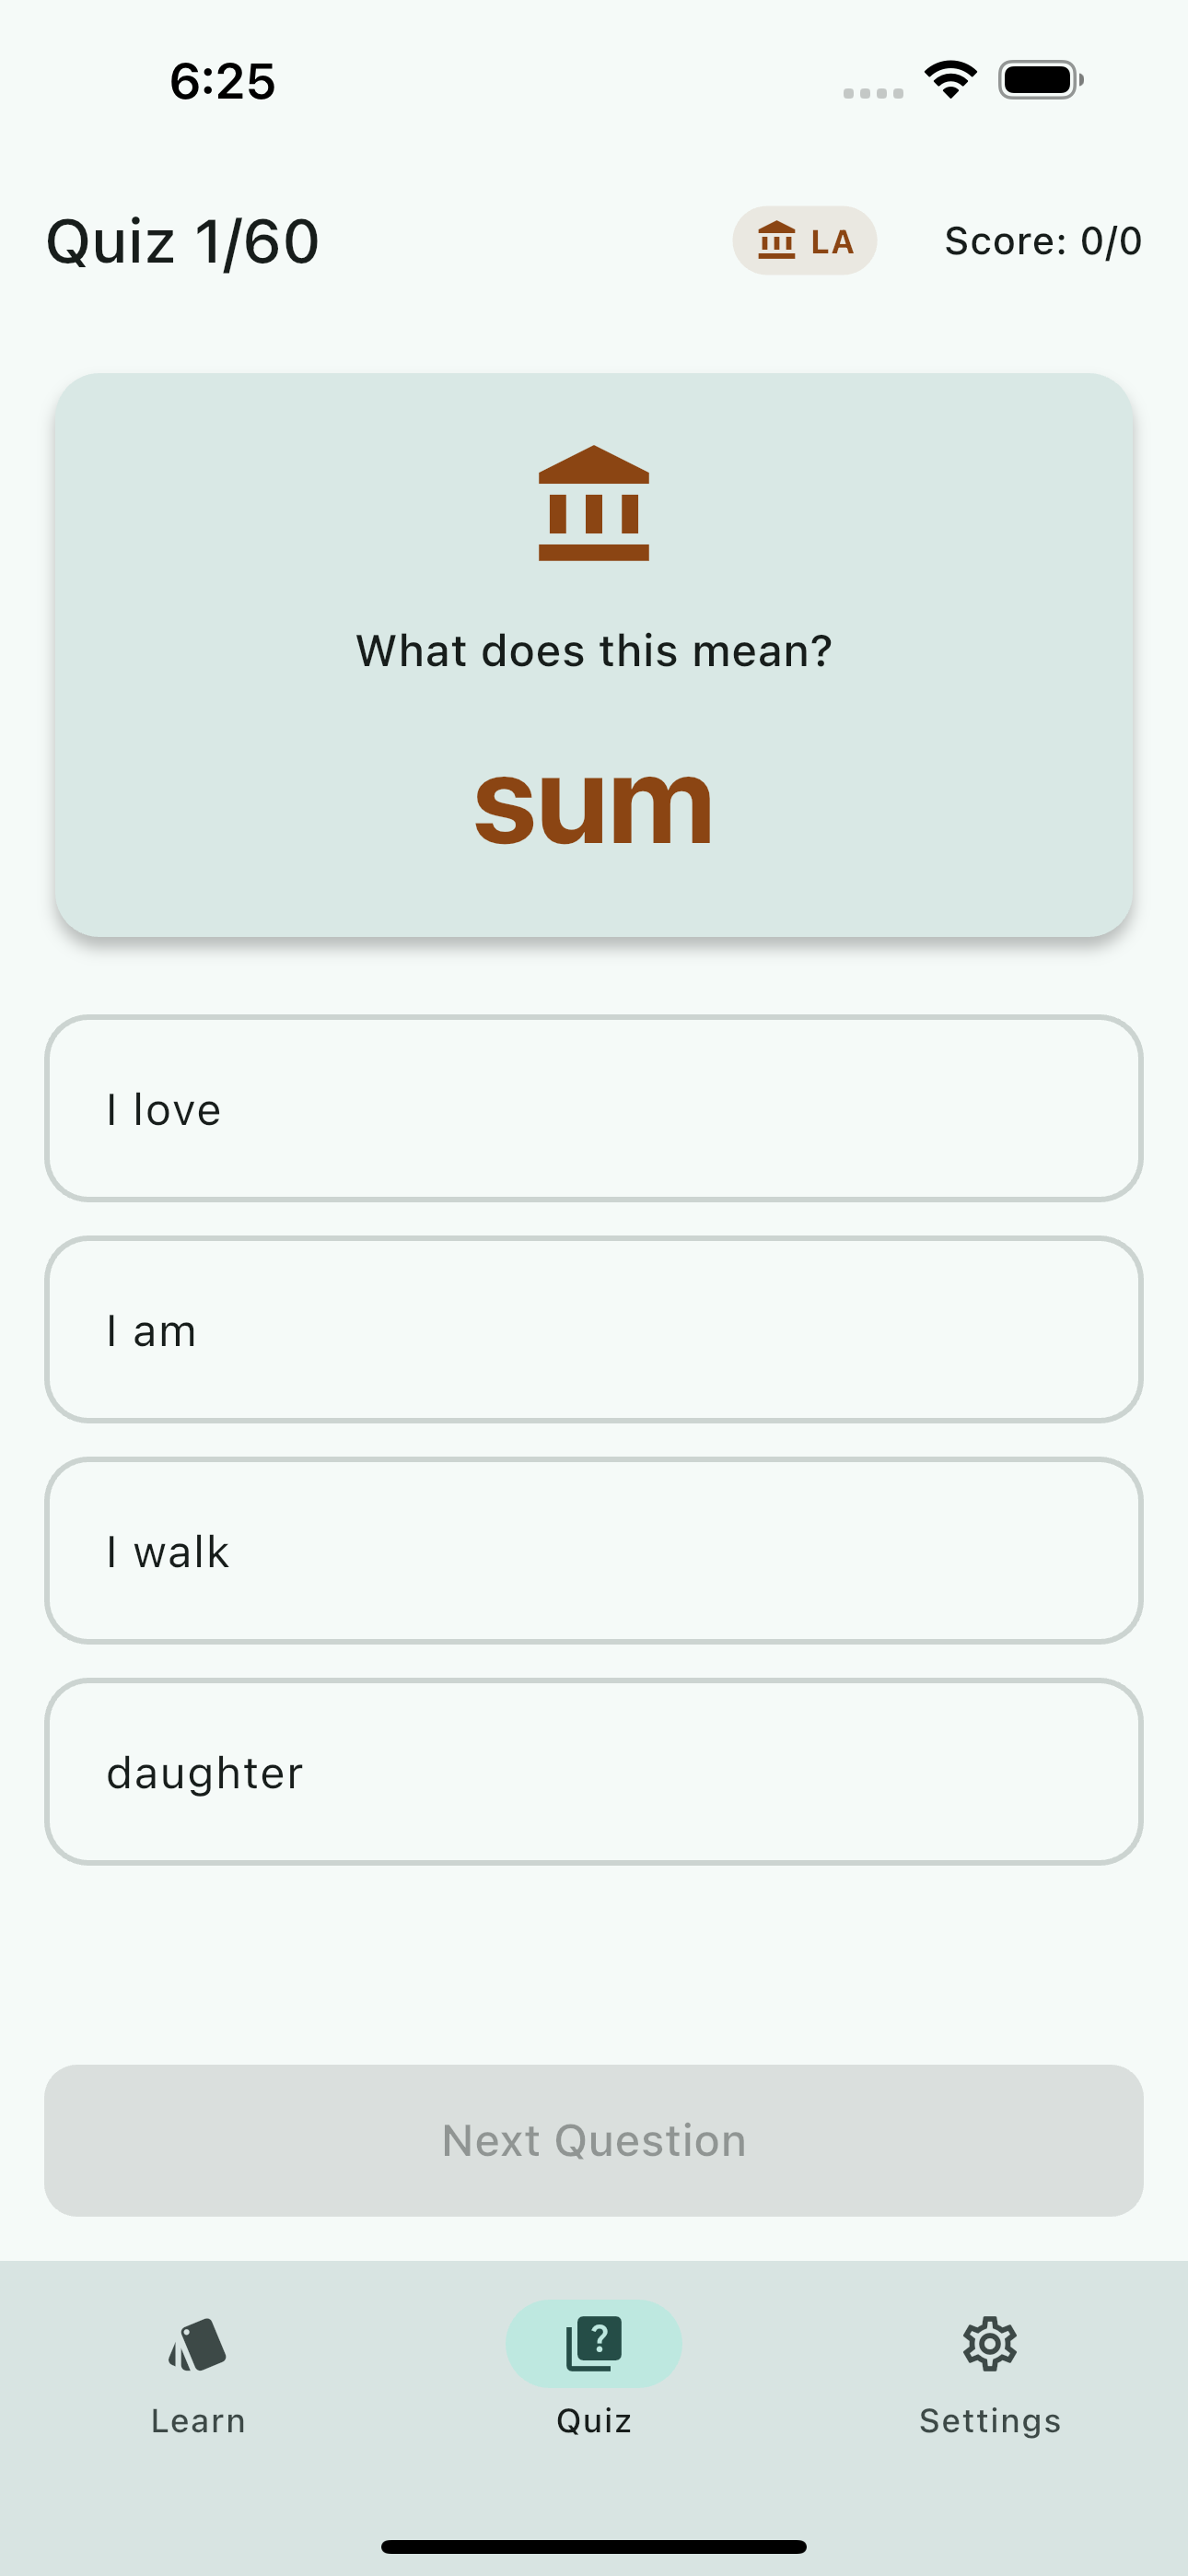 6:25
Quiz 1/60
LA
Score: 0/0
What does this mean?
sum
I love
I am
I walk
daughter
Next Question
?
Learn
Quiz
Settings